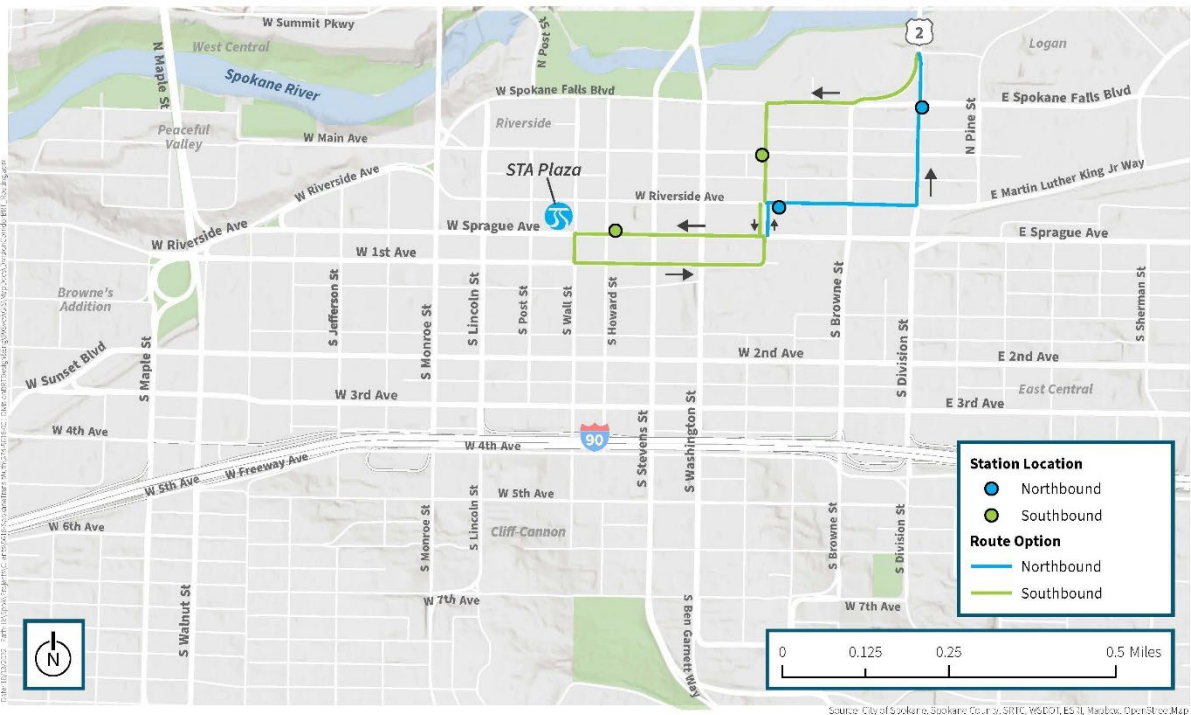 W Summit Pkwy
N Post St
2
Logan
N Maple St
West Central
Spokane River
W Spokane Falls Blvd
E Spokane Falls Blvd
N Pine St
Riverside
Peaceful
Valley
W Main Ave
STA Plaza
W Riverside Ave
W Riverside Ave
E Martin Luther King Jr Way
W Riverside Ave
W Sprague Ave
E Sprague Ave
W 1st Ave
Browne's
Addition
S Jefferson St
S Monroe St
S Lincoln St
S Post St
S Wall St
S Howard St
S Browne St
S Division St
S Sherman St
W Sunset Blvd
S Maple St
W 2nd Ave
E 2nd Ave
East Central
W 3rd Ave
E 3rd Ave
S Stevens St
S Washington St
W 4th Ave
90
W 4th Ave
W Freeway Ave
W 5th Ave
W 5th Ave
W 6th Ave
S Monroe St
S Lincoln St
Cliff-Cannon
S Browne St
S Division St
W 7th Ave
W 7th Ave
S Walnut St
S Ben Garnett Way
Station Location
Northbound
Southbound
Route Option
Northbound
Southbound
N
0 0.125 0.25 0.5 Miles
Source: City of Spokane, Spokane County, SRTC, WSDOT, ESRI, Mapbox, OpenStreetMap